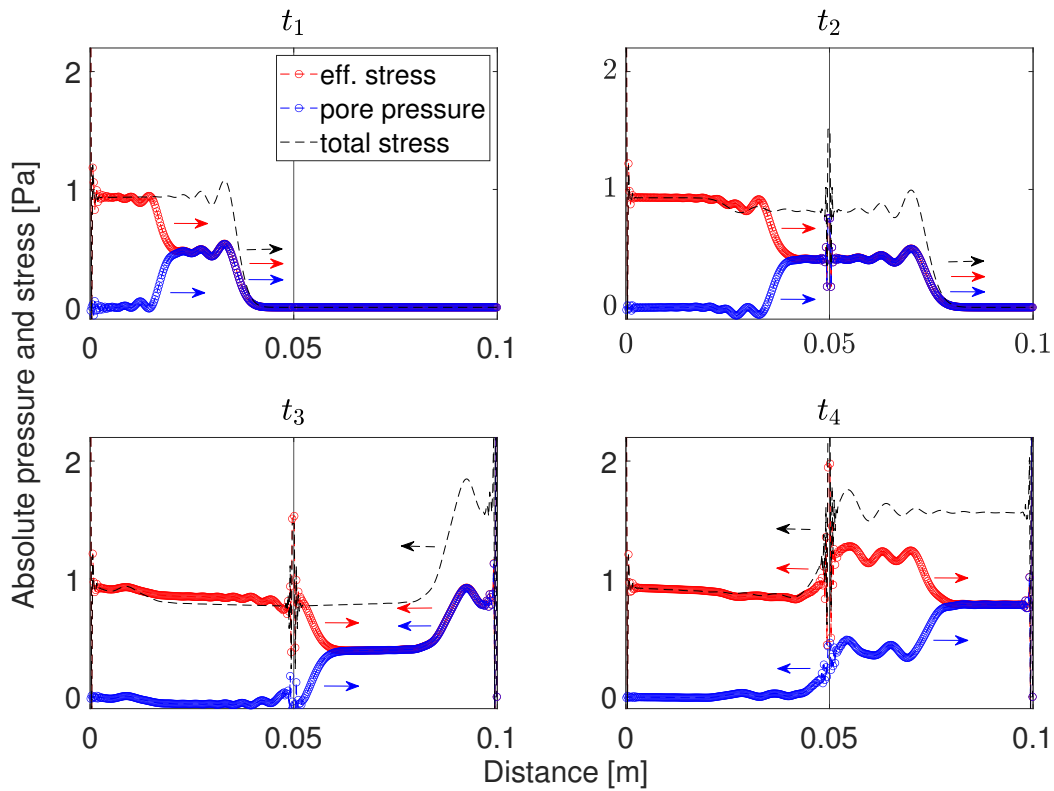 t1
t2
eff. stress
pore pressure
total stress
2
1
0
0
0.05
0.1
2
1
0
0
0.05
0.1
Absolute pressure and stress [Pa]
t3
t4
2
1
0
0
0.05
0.1
2
1
0
0
0.05
0.1
Distance [m]